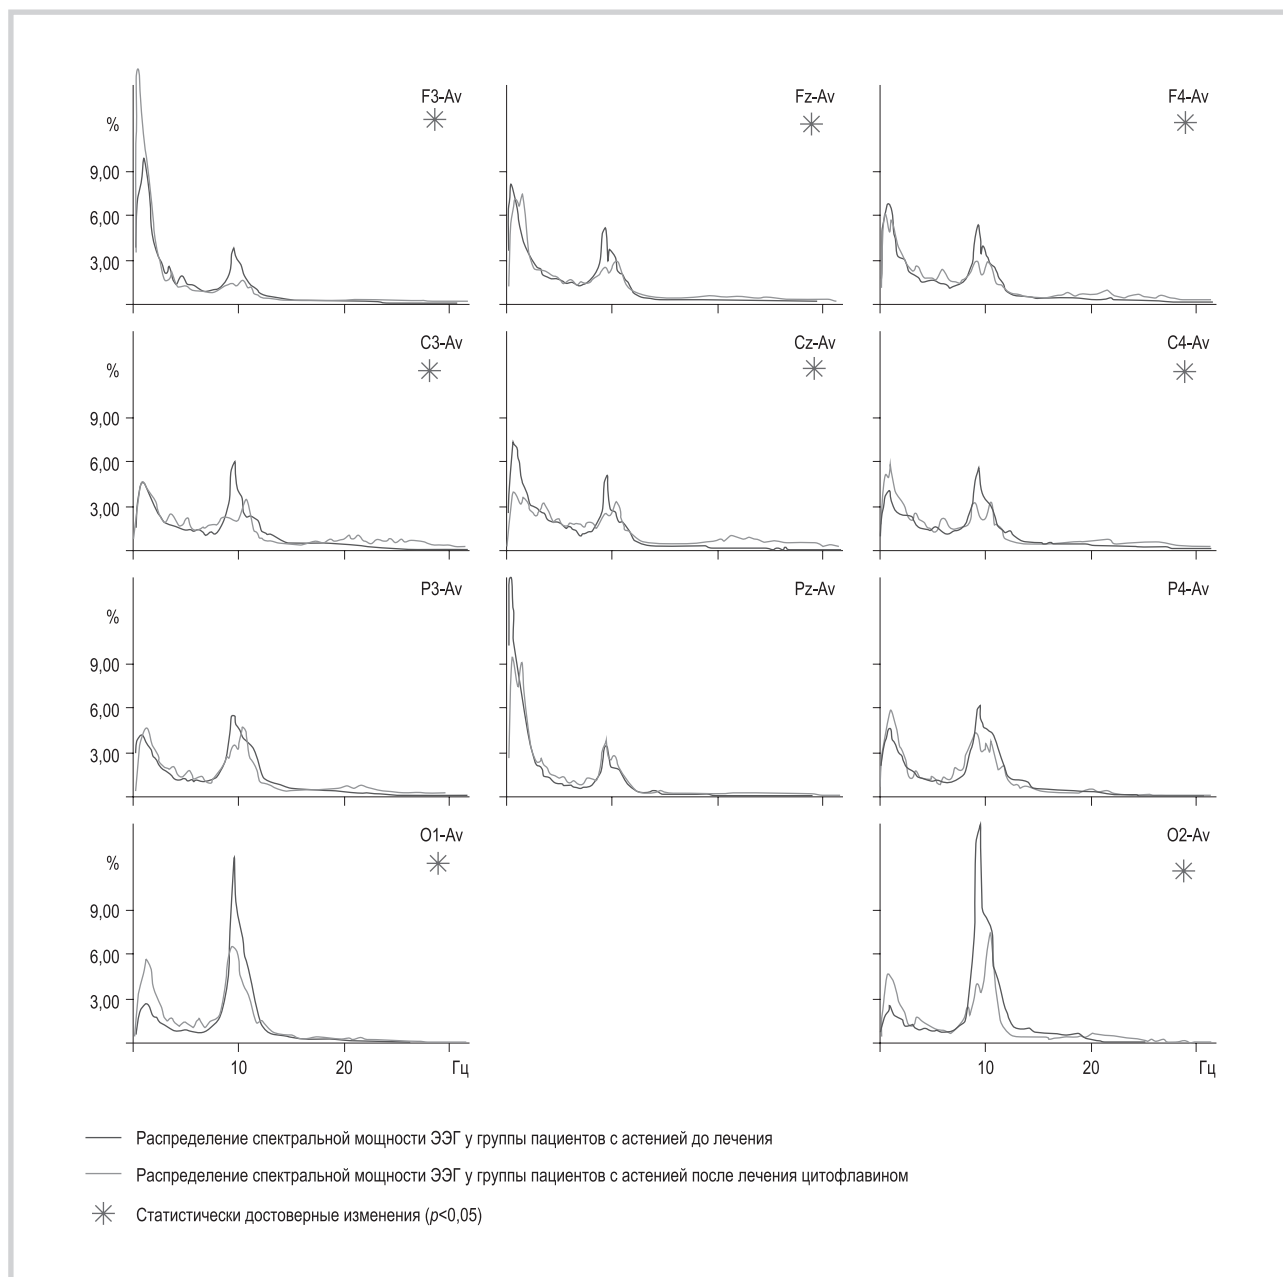 F3-Av Fz-Av F4-Av
%
9,00
6,00
3,00
C3-Av Cz-Av C4-Av
%
9,00
6,00
3,00
P3-Av Pz-Av P4-Av
%
9,00
6,00
3,00
O1-Av O2-Av
%
9,00
6,00
3,00
10 20 Гц 10 20 Гц
Распределение спектральной мощности ЭЭГ у группы пациентов с астенией до лечения
Распределение спектральной мощности ЭЭГ у группы пациентов с астенией после лечения цитофлавином
Статистически достоверные изменения (p<0,05)